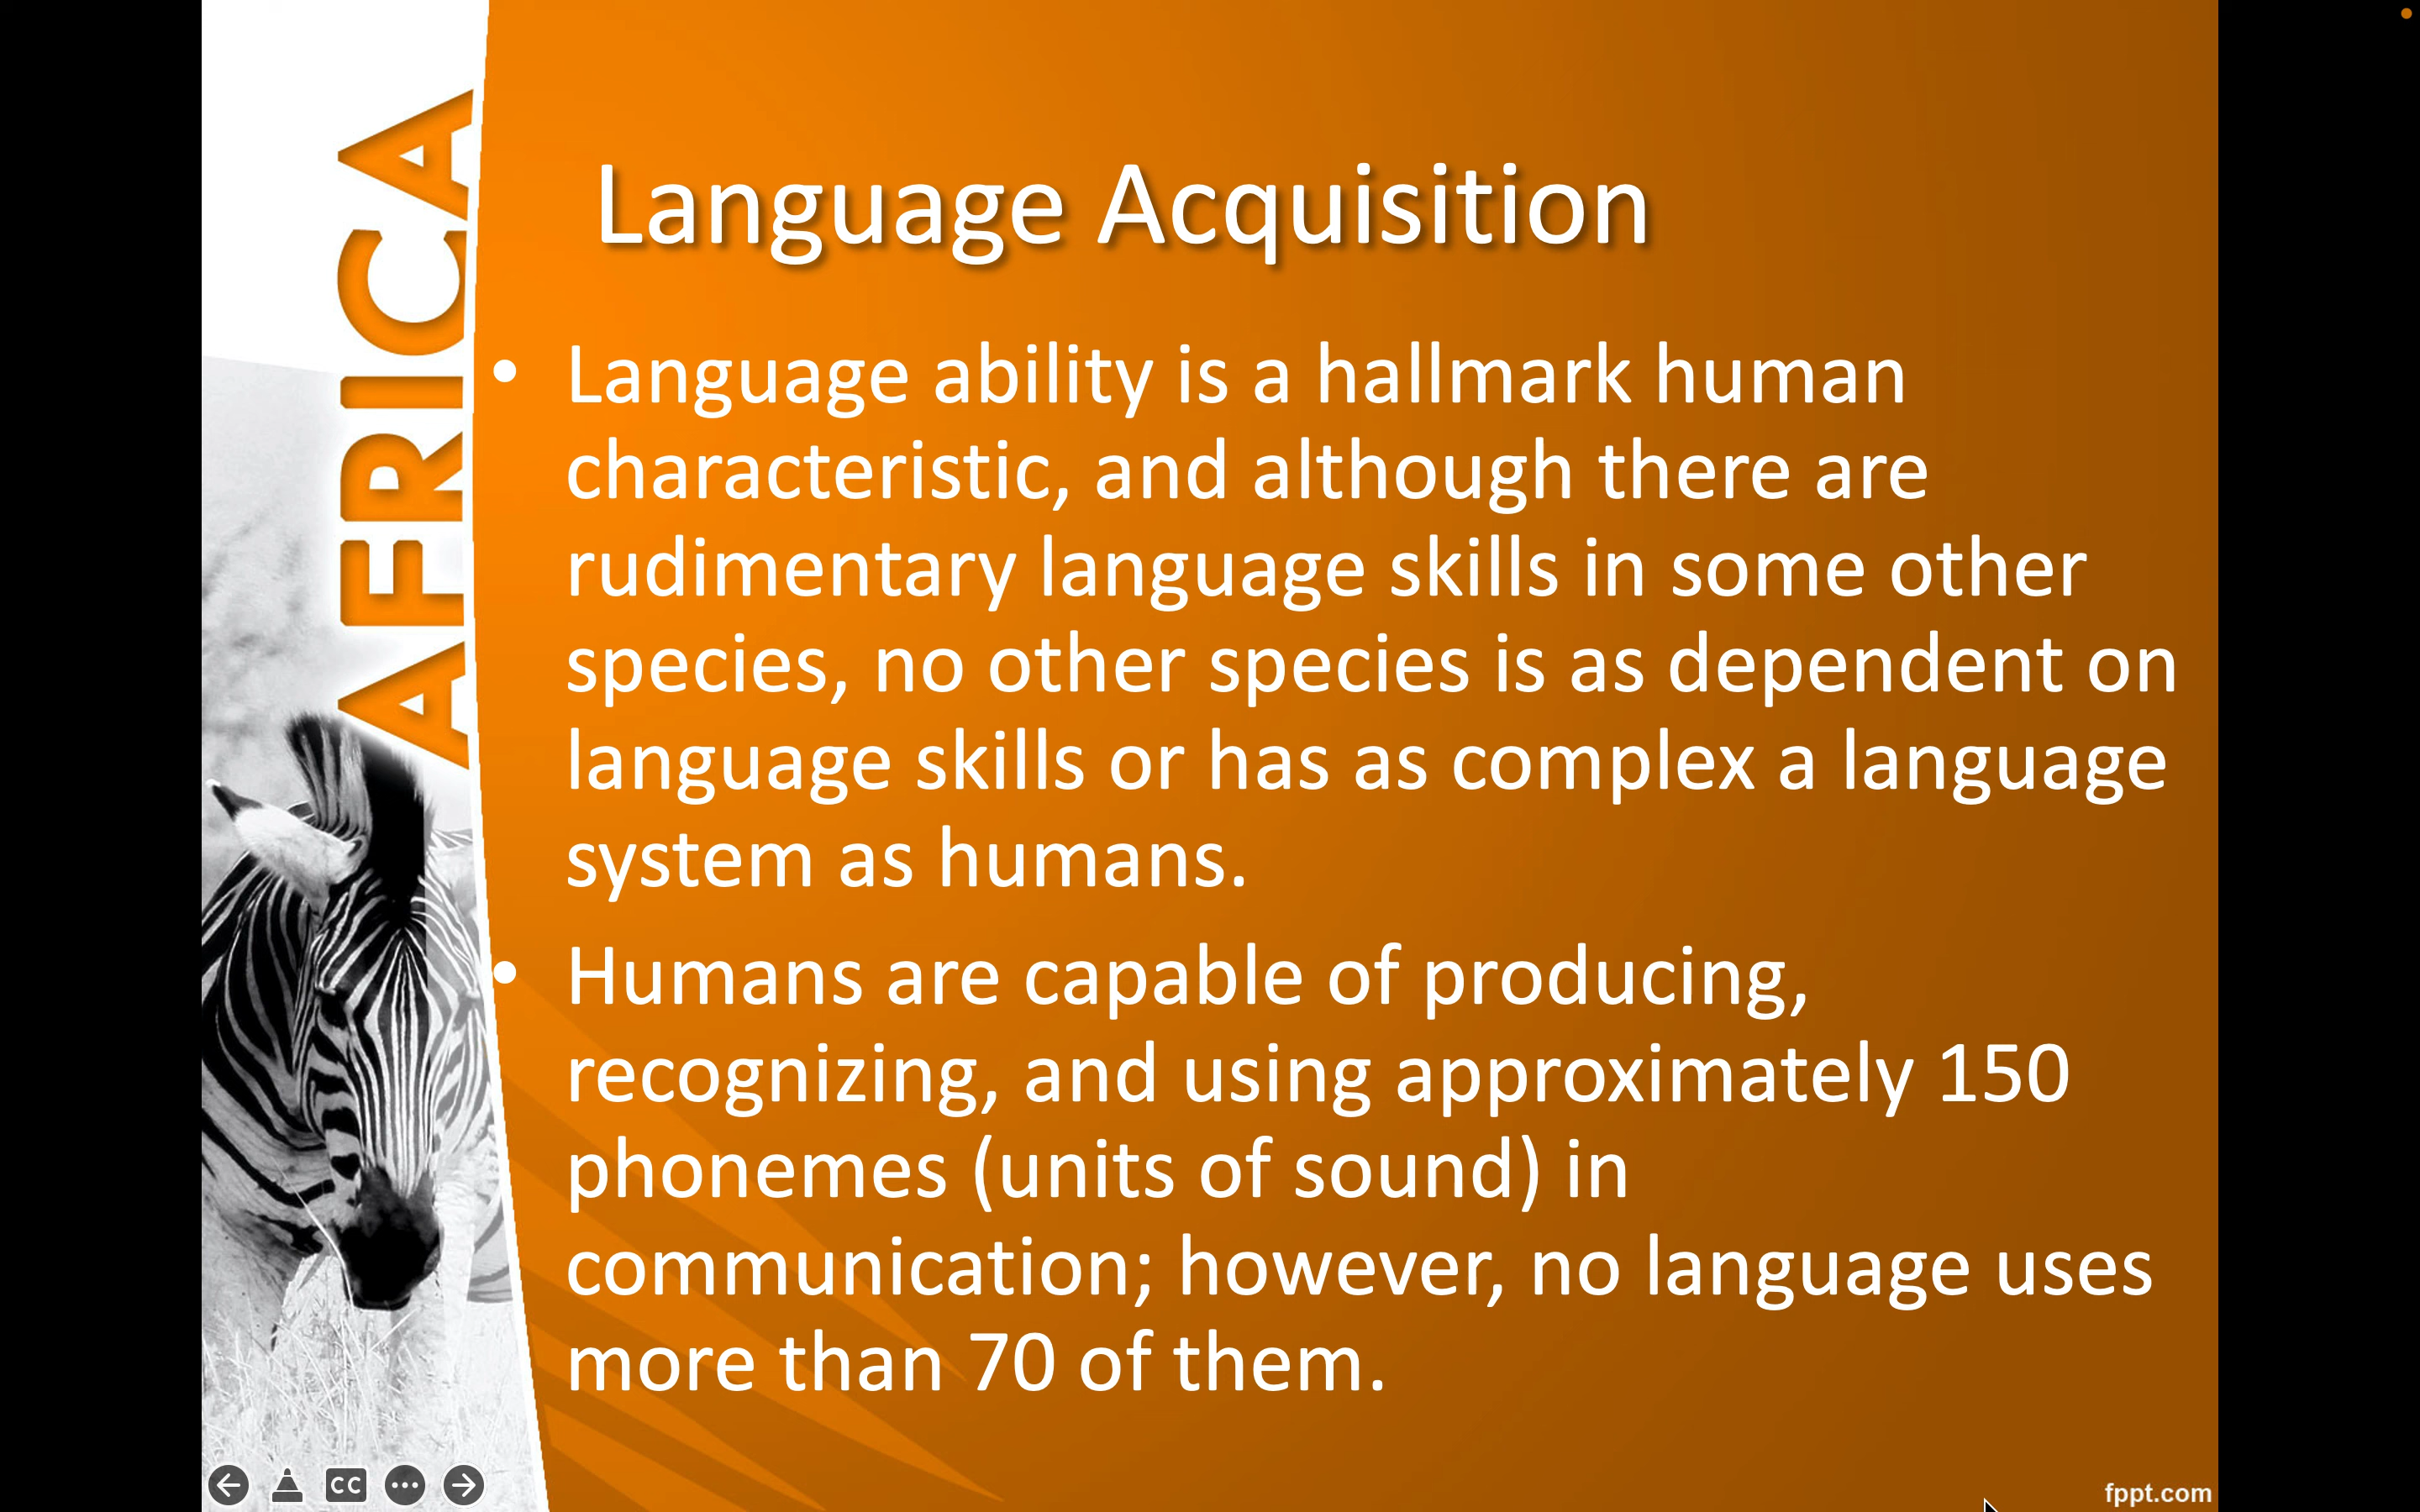 AFRICA
Language Acquisition
• Language ability is a hallmark human
characteristic, and although there are
rudimentary language skills in some other
species, no other species is as dependent on
language skills or has as complex a language
system as humans.
• Humans are capable of producing,
recognizing, and using approximately 150
phonemes (units of sound) in
communication; however, no language uses
more than 70 of them.
CC
fppt.com